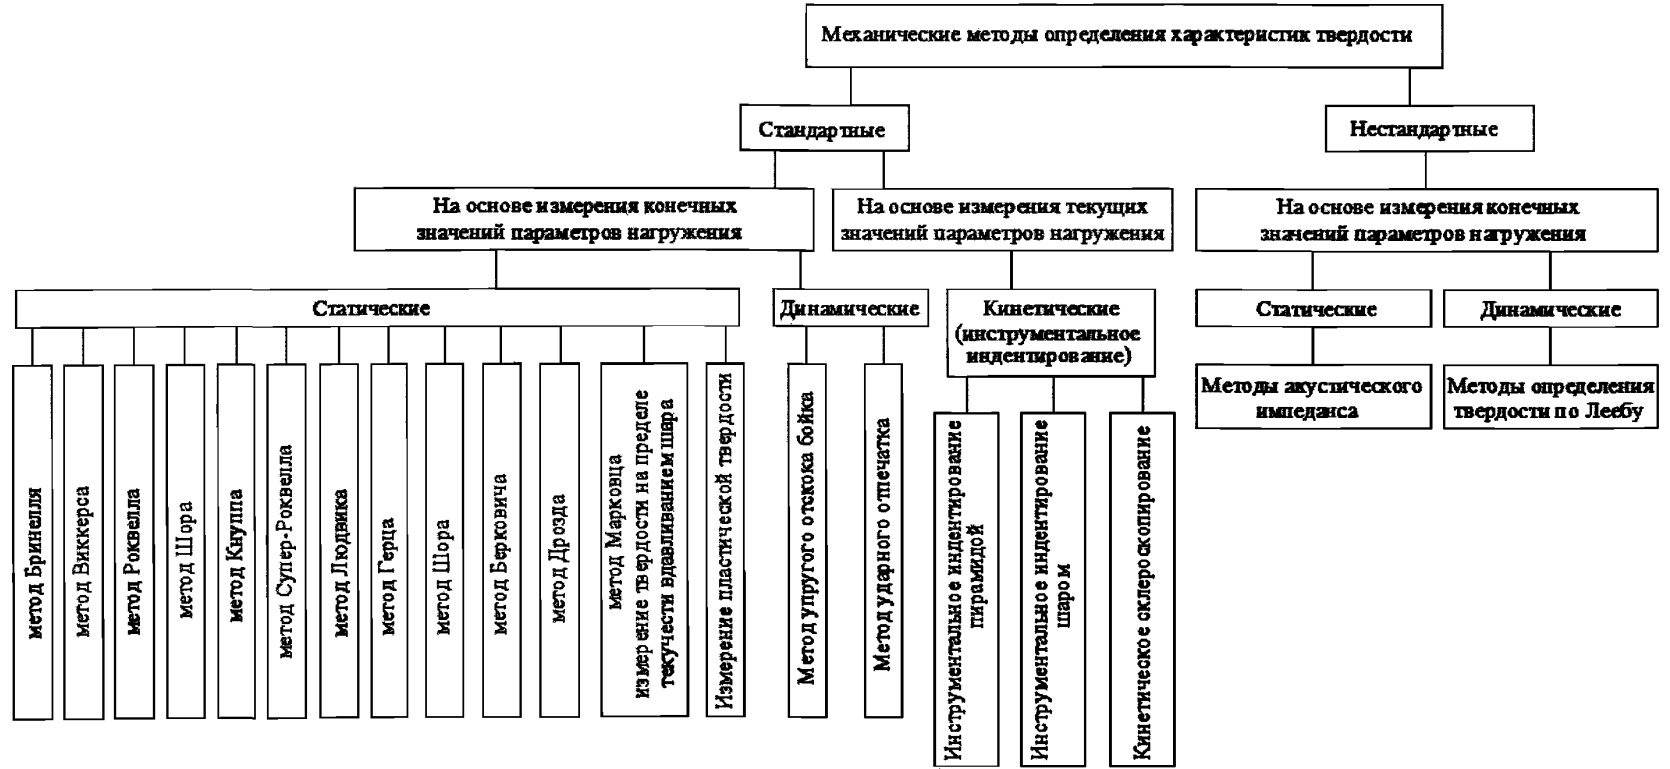 Механические методы определения характеристик твердости
Стандартные
Нестандартные
На основе измерения конечных
значений параметров нагружения
На основе измерения текущих
значений параметров нагружения
На основе измерения конечных
значений параметров нагружения
Статические
Динамические
Кинетические
(инструментальное
индентирование)
Статические
Динамические
метод Бринелля
метод Виккерса
метод Роквелла
метод Шора
метод Кнуппа
метод Супер-Роквелла
метод Людвика
метод Герца
метод Шора
метод Берковича
метод Дрозда
метод Марковца
измерение твердости на пределе
текучести вдавливанием шара
Измерение пластической твердости
Метод упругого отскока бойка
Метод ударного отпечатка
Инструментальное индентирование
пирамидой
Инструментальное индентирование
шаром
Кинетическое склероскопирование
Методы акустического
импеданса
Методы определения
твердости по Леебу